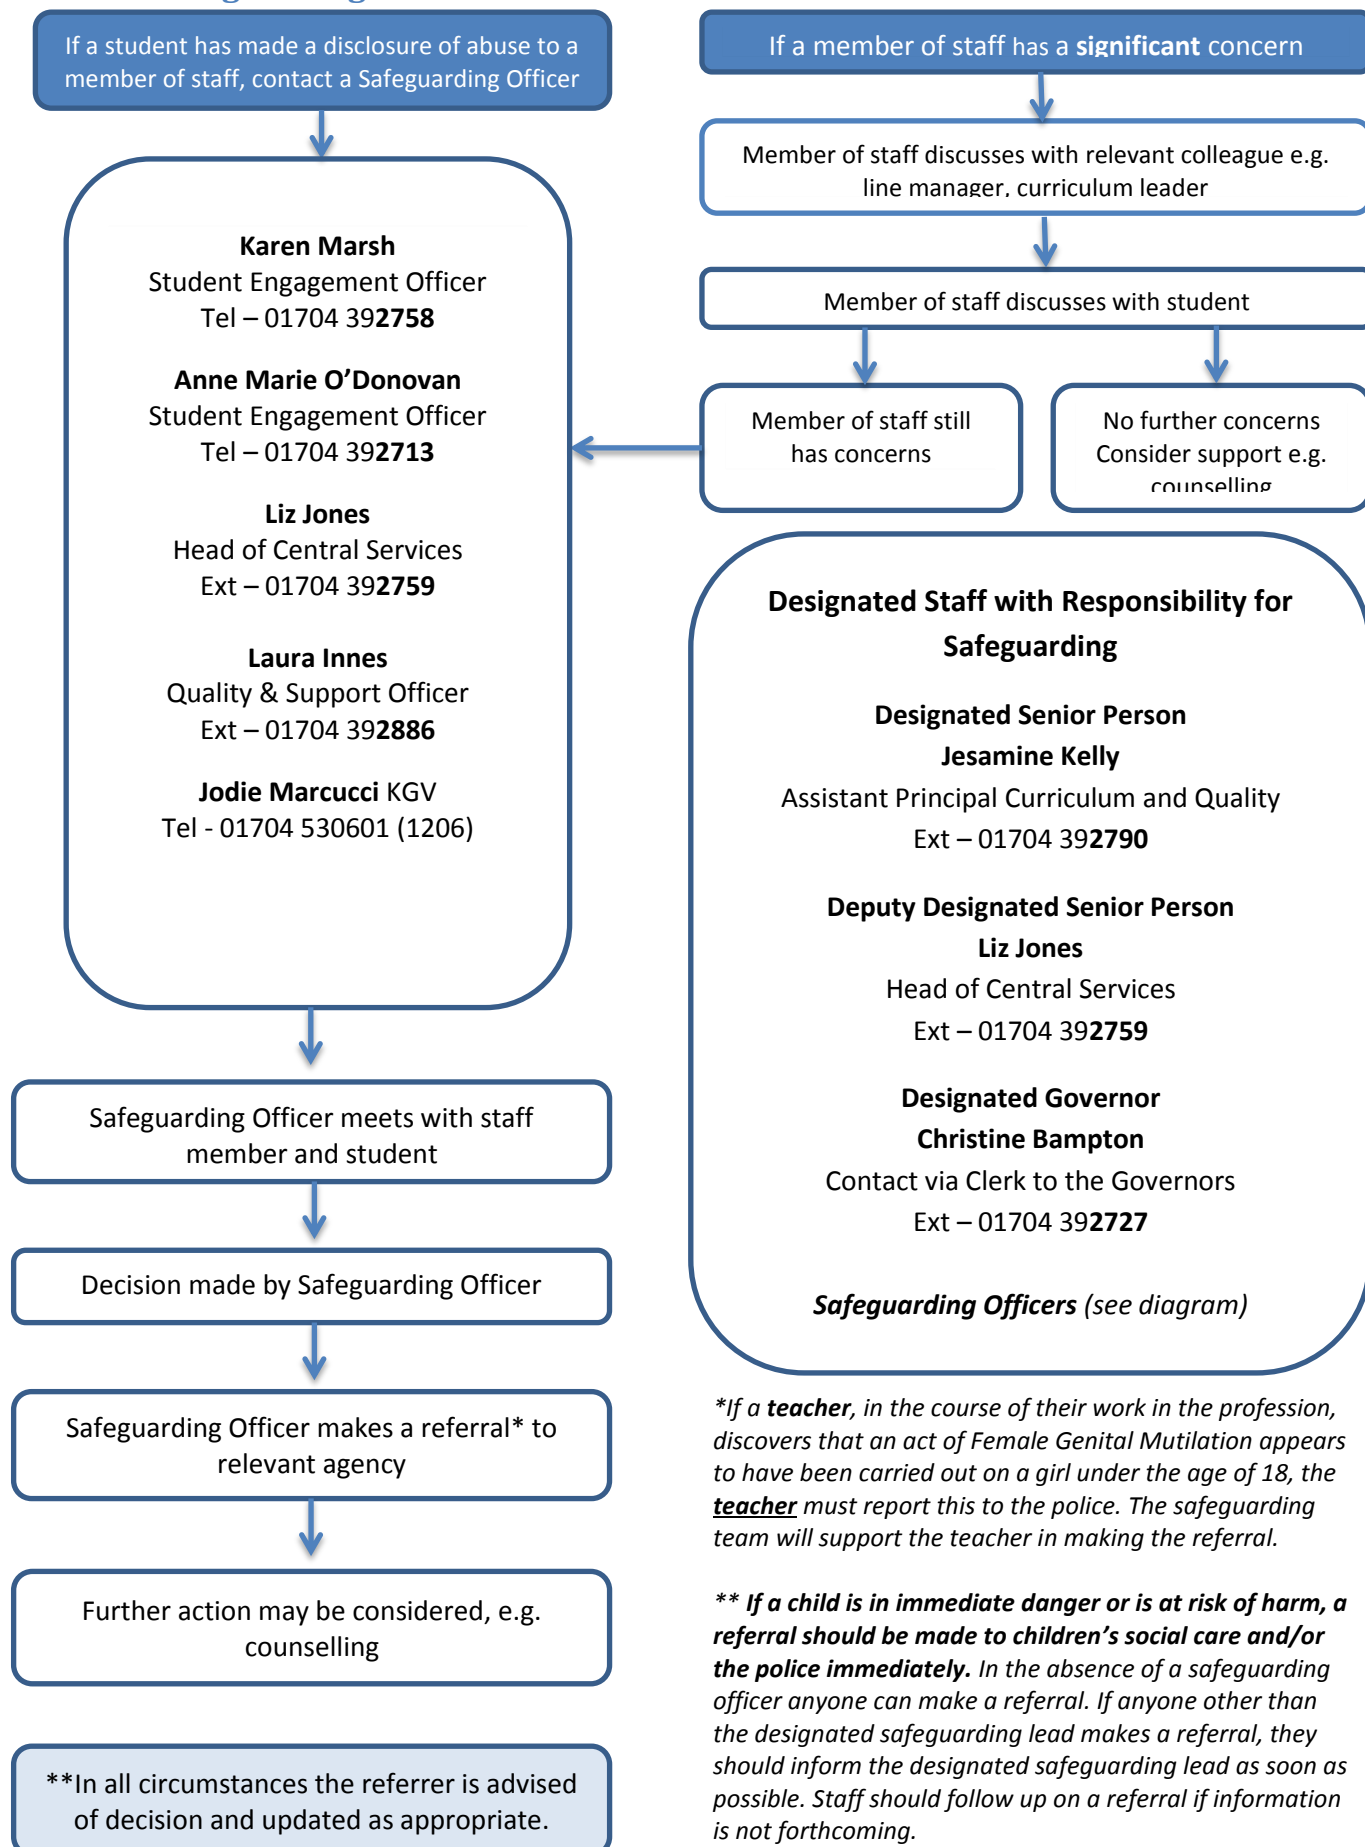 If a student has made a disclosure of abuse to a
member of staff, contact a Safeguarding Officer
Karen Marsh
Student Engagement Officer
Tel – 01704 392758
Anne Marie O’Donovan
Student Engagement Officer
Tel – 01704 392713
Liz Jones
Head of Central Services
Ext – 01704 392759
Laura Innes
Quality & Support Officer
Ext – 01704 392886
Jodie Marcucci KGV
Tel - 01704 530601 (1206)
Safeguarding Officer meets with staff
member and student
Decision made by Safeguarding Officer
Safeguarding Officer makes a referral* to
relevant agency
Further action may be considered, e.g.
counselling
**In all circumstances the referrer is advised
of decision and updated as appropriate.
If a member of staff has a significant concern
Member of staff discusses with relevant colleague e.g.
line manager, curriculum leader
Member of staff discusses with student
Member of staff still
has concerns
No further concerns
Consider support e.g.
counselling
Designated Staff with Responsibility for
Safeguarding
Designated Senior Person
Jesamine Kelly
Assistant Principal Curriculum and Quality
Ext – 01704 392790
Deputy Designated Senior Person
Liz Jones
Head of Central Services
Ext – 01704 392759
Designated Governor
Christine Bampton
Contact via Clerk to the Governors
Ext – 01704 392727
Safeguarding Officers (see diagram)
*If a teacher, in the course of their work in the profession,
discovers that an act of Female Genital Mutilation appears
to have been carried out on a girl under the age of 18, the
teacher must report this to the police. The safeguarding
team will support the teacher in making the referral.
** If a child is in immediate danger or is at risk of harm, a
referral should be made to children’s social care and/or
the police immediately. In the absence of a safeguarding
officer anyone can make a referral. If anyone other than
the designated safeguarding lead makes a referral, they
should inform the designated safeguarding lead as soon as
possible. Staff should follow up on a referral if information
is not forthcoming.